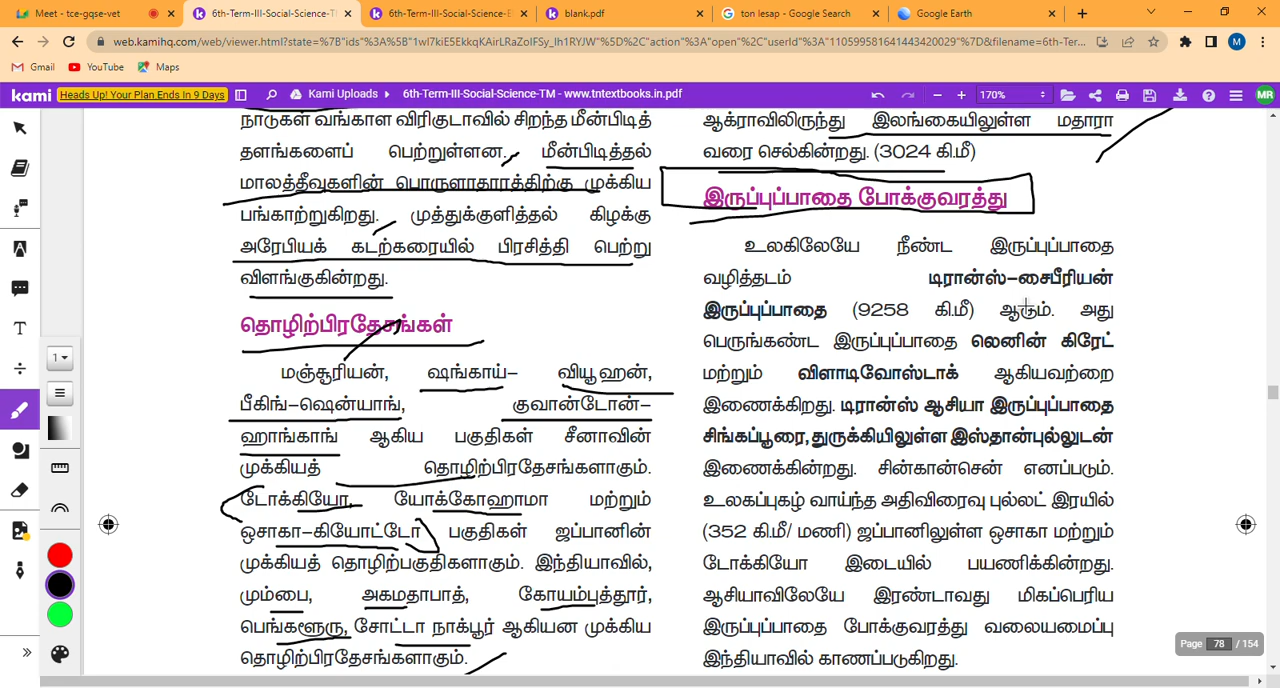 Meet - tce-gqse-vet
6th-Term-III-Social-Science-T
6th-Term-III-Social-Science-E
blank.pdf
ton lesap - Google Search
Google Earth
web.kamihq.com/web/viewer.html?state=%7B"ids"%3A%5B"1wl7kiE5EkkqKAirLRaZoIFSy_Ih1RYJW"%5D%2C"action"%3A"open"%2C"userId"%3A"110599581641443420029"%7D&filename=6th-Ter...
Gmail
YouTube
Maps
kami
Heads Up! Your Plan Ends In 9 Days
Kami Uploads
6th-Term-III-Social-Science-TM - www.tntextbooks.in.pdf
170%
MR
நாடுகள் வங்காள விரிகுடாவில் சிறந்த மீன்பிடித்
தளங்களைப் பெற்றுள்ளன. மீன்பிடித்தல்
மாலத்தீவுகளின் பொருளாதாரத்திற்கு முக்கிய
பங்காற்றுகிறது. முத்துக்குளித்தல் கிழக்கு
அரேபியக் கடற்கரையில் பிரசித்தி பெற்று
விளங்குகின்றது.
தொழிற்பிரதேசங்கள்
மஞ்சூரியன், ஷங்காய்– வியூஹன்,
பீகிங்–ஷென்யாங், குவான்டோன்–
ஹாங்காங் ஆகிய பகுதிகள் சீனாவின்
முக்கியத் தொழிற்பிரதேசங்களாகும்.
டோக்கியோ, யோக்கோஹாமா மற்றும்
ஒசாகா–கியோட்டோ பகுதிகள் ஜப்பானின்
முக்கியத் தொழிற்பகுதிகளாகும். இந்தியாவில்,
மும்பை, அகமதாபாத், கோயம்புத்தூர்,
பெங்களூரு, சோட்டா நாக்பூர் ஆகியன முக்கிய
தொழிற்பிரதேசங்களாகும்.
ஆக்ராவிலிருந்து இலங்கையிலுள்ள மதாரா
வரை செல்கின்றது. (3024 கி.மீ)
இருப்புப்பாதை போக்குவரத்து
உலகிலேயே நீண்ட இருப்புப்பாதை
வழித்தடம் டிரான்ஸ்–சைபீரியன்
இருப்புப்பாதை (9258 கி.மீ) ஆகும். அது
பெருங்கண்ட இருப்புப்பாதை லெனின் கிரேட்
மற்றும் விளாடிவோஸ்டாக் ஆகியவற்றை
இணைக்கிறது. டிரான்ஸ் ஆசியா இருப்புப்பாதை
சிங்கப்பூரை, துருக்கியிலுள்ள இஸ்தான்புல்லுடன்
இணைக்கின்றது. சின்கான்சென் எனப்படும்.
உலகப்புகழ் வாய்ந்த அதிவிரைவு புல்லட் இரயில்
(352 கி.மீ/ மணி) ஜப்பானிலுள்ள ஒசாகா மற்றும்
டோக்கியோ இடையில் பயணிக்கின்றது.
ஆசியாவிலேயே இரண்டாவது மிகப்பெரிய
இருப்புப்பாதை போக்குவரத்து வலையமைப்பு
இந்தியாவில் காணப்படுகிறது.
1
Page 78 / 154